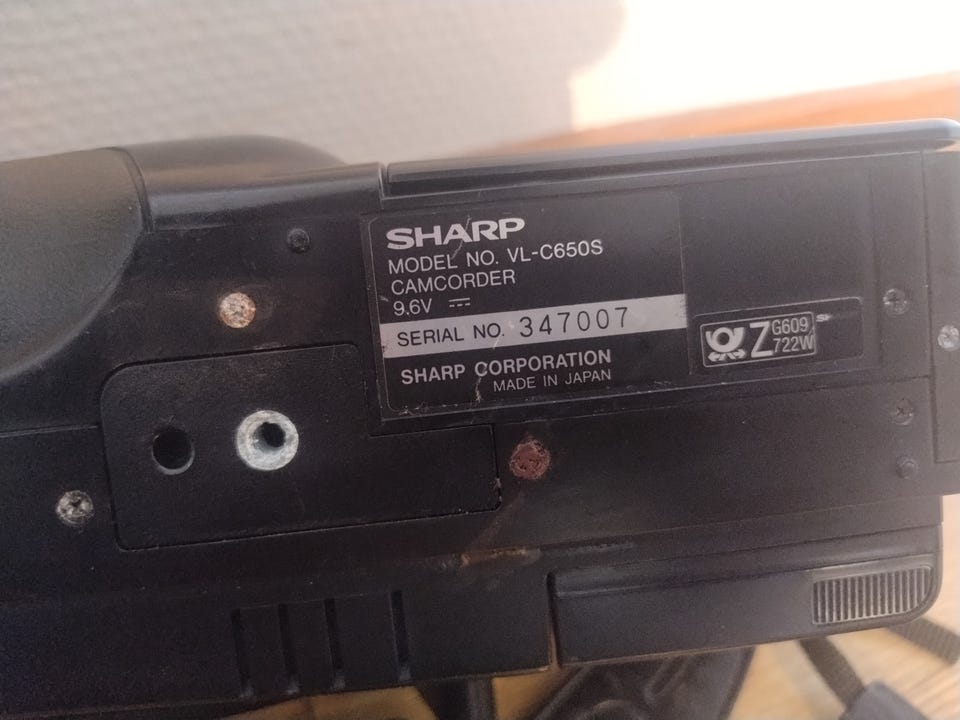 SHARP
MODEL NO. VL-C650S
CAMCORDER
9.6V
SERIAL NO. 347007
SHARP CORPORATION
MADE IN JAPAN
Z G609
722W